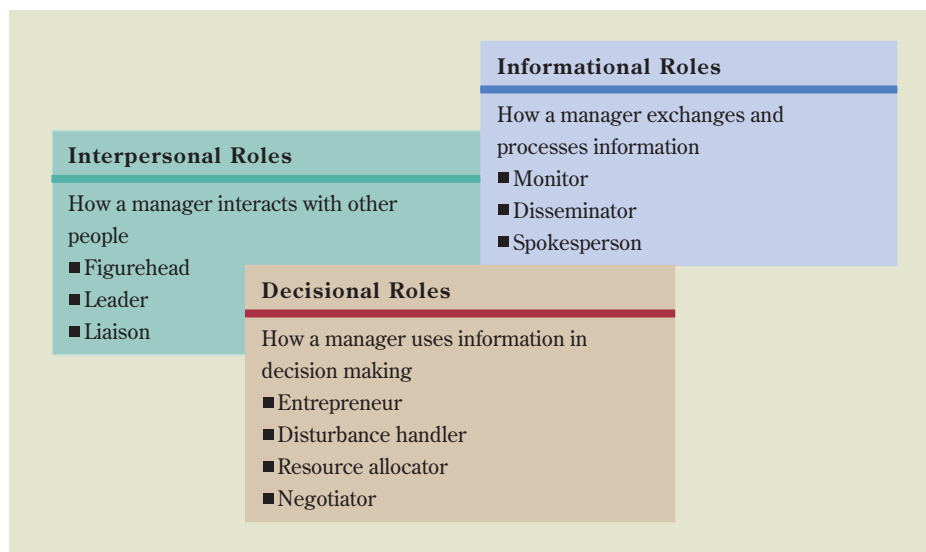 Interpersonal Roles
How a manager interacts with other
people
■ Figurehead
■ Leader
■ Liaison
Informational Roles
How a manager exchanges and
processes information
■ Monitor
■ Disseminator
■ Spokesperson
Decisional Roles
How a manager uses information in
decision making
■ Entrepreneur
■ Disturbance handler
■ Resource allocator
■ Negotiator